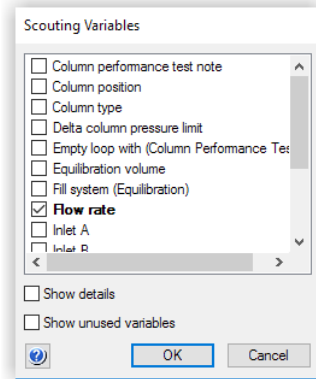 Scouting Variables
Column performance test note
Column position
Column type
Delta column pressure limit
Empty loop with (Column Performance Tes
Equilibration volume
Fill system (Equilibration)
Flow rate
Inlet A
Inlet B
Show details
Show unused variables
? OK Cancel